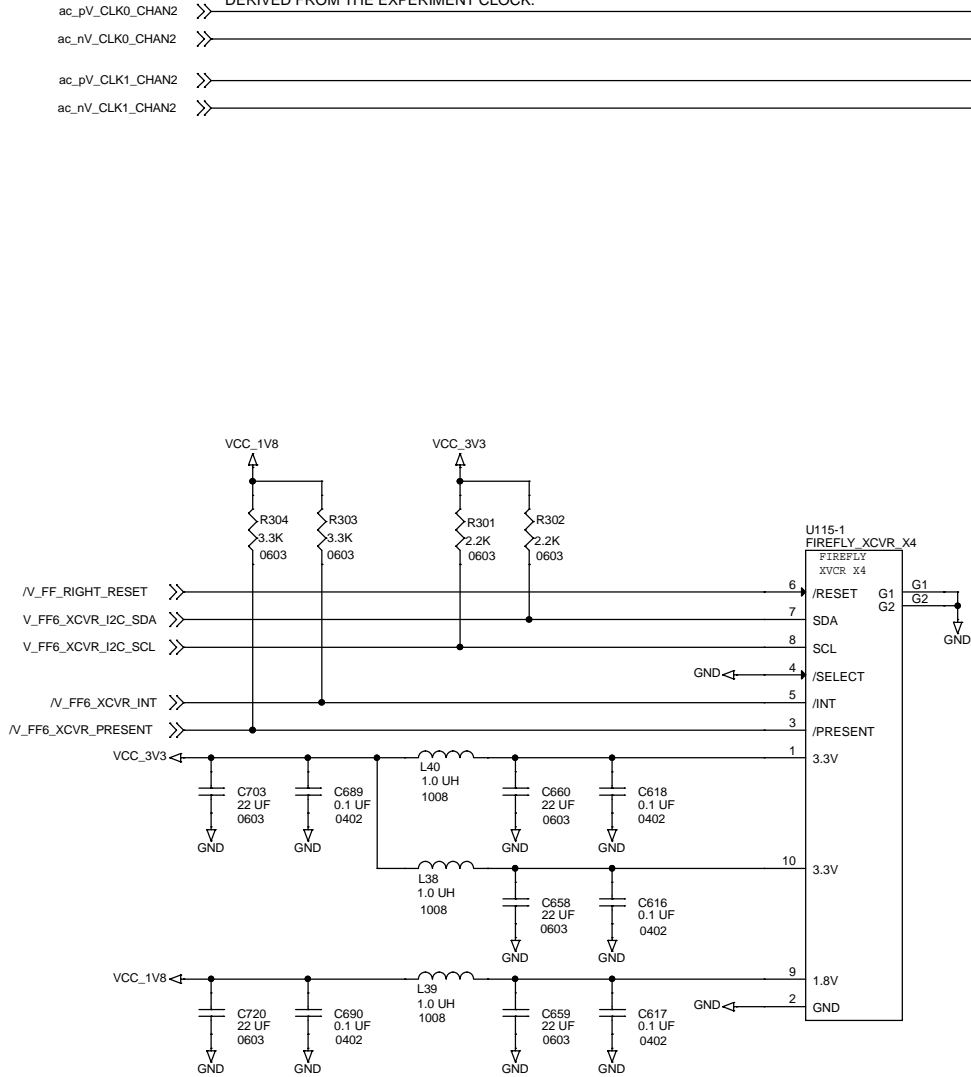 DERIVED FROM THE EXPERIMENT CLOCK.
ac_pV_CLK0_CHAN2
ac_nV_CLK0_CHAN2
ac_pV_CLK1_CHAN2
ac_nV_CLK1_CHAN2
VCC_1V8
VCC_3V3
R304
3.3K
0603
R303
3.3K
0603
R301
2.2K
0603
R302
2.2K
0603
U115-1
FIREFLY_XCVR_X4
FIREFLY
XVCR X4
/V_FF_RIGHT_RESET
6
/RESET
G1
G1
V_FF6_XCVR_I2C_SDA
7
SDA
G2
G2
GND
V_FF6_XCVR_I2C_SCL
8
SCL
GND
4
/SELECT
/V_FF6_XCVR_INT
5
/INT
/V_FF6_XCVR_PRESENT
3
/PRESENT
VCC_3V3
1
3.3V
L40
1.0 UH
1008
C703
22 UF
0603
GND
C689
0.1 UF
0402
GND
C660
22 UF
0603
GND
C618
0.1 UF
0402
GND
10
3.3V
L38
1.0 UH
1008
C658
22 UF
0603
GND
C616
0.1 UF
0402
GND
VCC_1V8
9
1.8V
L39
1.0 UH
1008
GND
2
GND
C720
22 UF
0603
GND
C690
0.1 UF
0402
GND
C659
22 UF
0603
GND
C617
0.1 UF
0402
GND